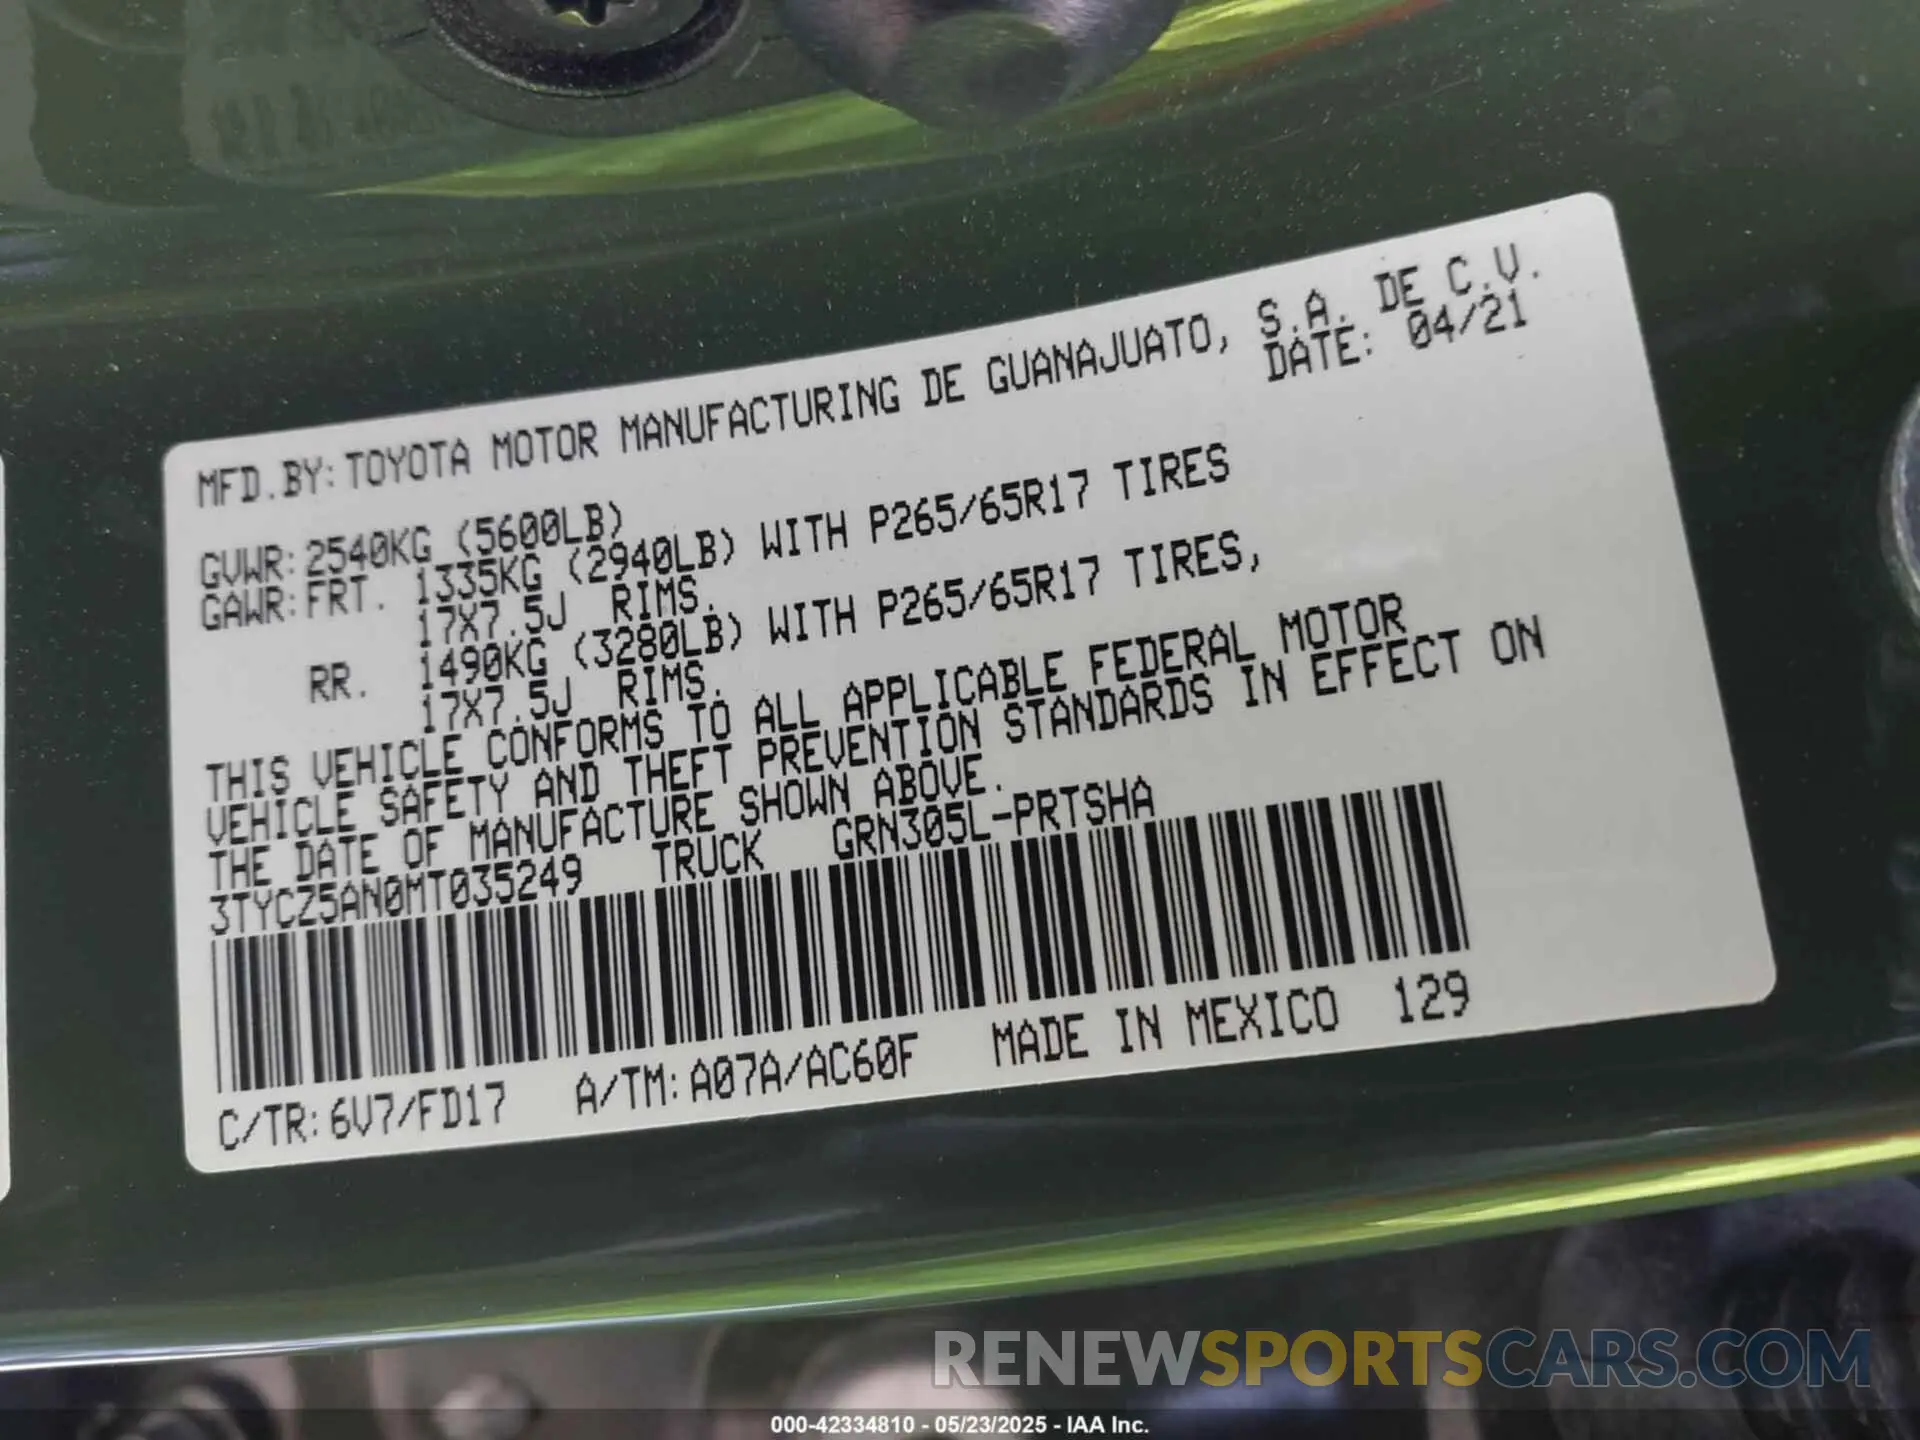 MFD.BY:TOYOTA MOTOR MANUFACTURING DE GUANAJUATO, S.A. DE C.V.
DATE: 04/21
GVWR:2540KG (5600LB)
GAWR:FRT. 1335KG (2940LB) WITH P265/65R17 TIRES
17X7.5J RIMS.
RR. 1490KG (3280LB) WITH P265/65R17 TIRES,
17X7.5J RIMS.
THIS VEHICLE CONFORMS TO ALL APPLICABLE FEDERAL MOTOR
VEHICLE SAFETY AND THEFT PREVENTION STANDARDS IN EFFECT ON
THE DATE OF MANUFACTURE SHOWN ABOVE.
3TYCZ5AN0MT035249 TRUCK GRN305L-PRTSHA
C/TR:6V7/FD17 A/TM:A07A/AC60F MADE IN MEXICO 129
RENEWSPORTSCARS.COM
000-42334810 - 05/23/2025 - IAA Inc.